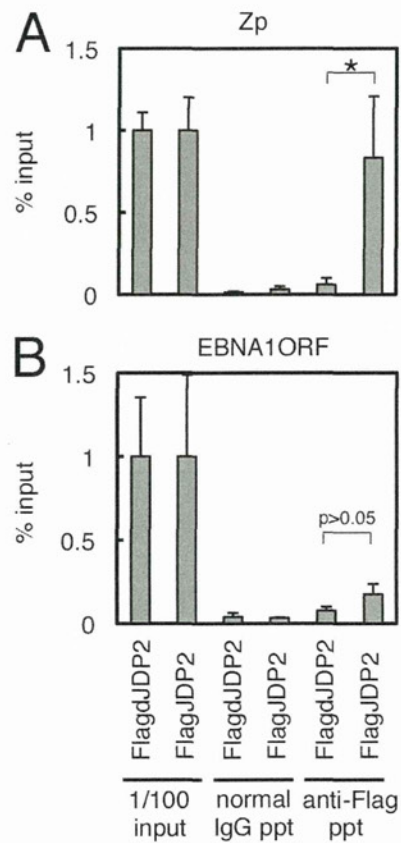 A
Zp
1.5
1
0.5
0
% input
*
B
EBNA1ORF
1.5
1
0.5
0
% input
p>0.05
FlagdJDP2
FlagJDP2
FlagdJDP2
FlagJDP2
FlagdJDP2
FlagJDP2
1/100
input
normal
IgG ppt
anti-Flag
ppt